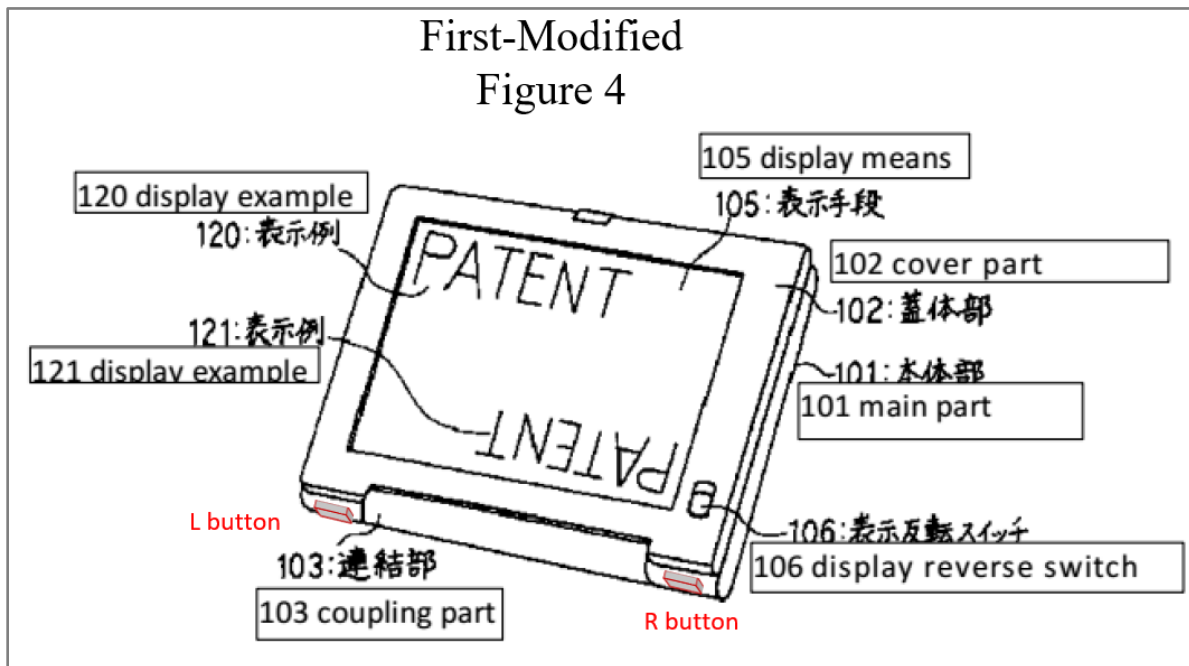 First-Modified
Figure 4
105 display means
105:表示手段
120 display example
120:表示例
PATENT
102 cover part
102:蓋体部
121:表示例
121 display example
101:本体部
101 main part
PATENT
L button
106:表示反転スイッチ
106 display reverse switch
103:連結部
103 coupling part
R button